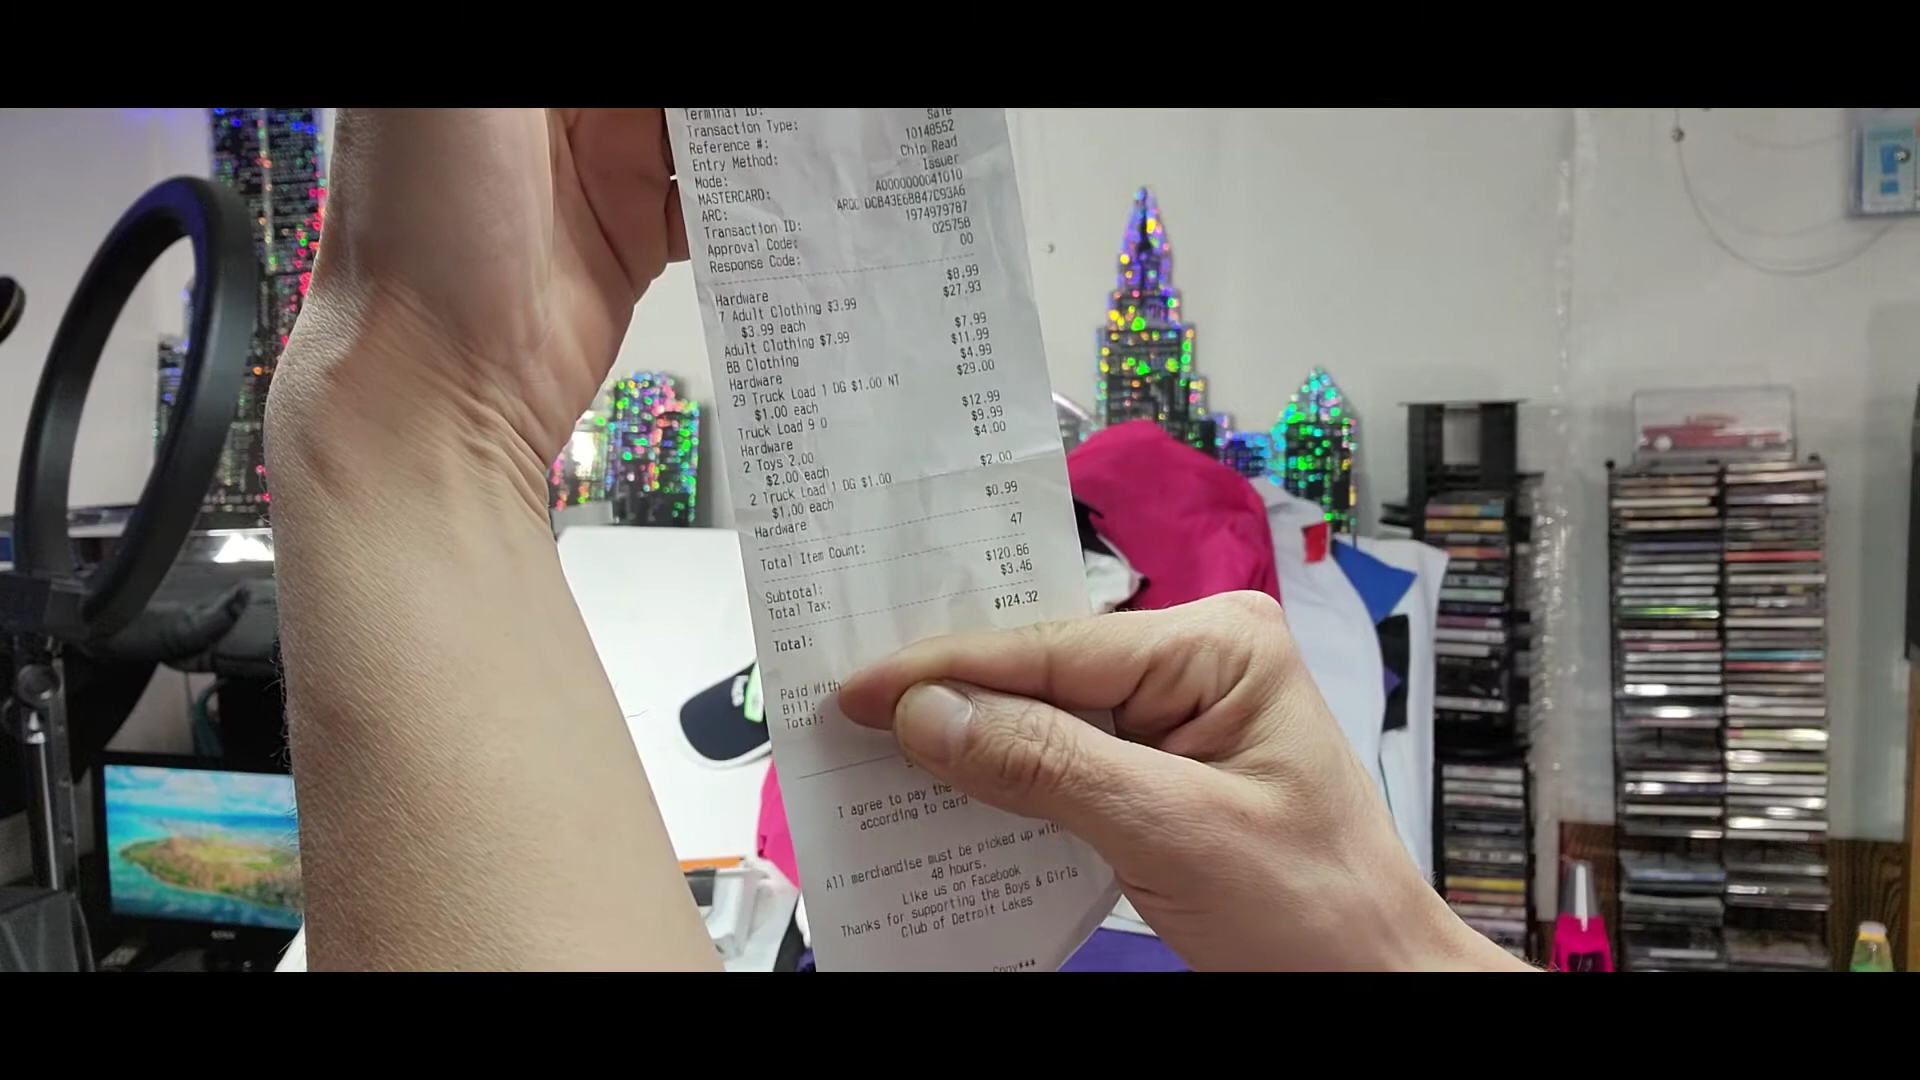 Terminal ID:
Transaction Type: Sale
Reference #: 10148552
Entry Method: Chip Read
Mode: Issuer
MASTERCARD: A0000000041010
ARC: ARQC DCB43E6B847C93A6
Transaction ID: 1974979787
Approval Code: 02575B
Response Code: 00
Hardware $8.99
7 Adult Clothing $3.99 $27.93
$3.99 each
Adult Clothing $7.99 $7.99
BB Clothing $11.99
Hardware $4.99
29 Truck Load 1 DG $1.00 NT $29.00
$1.00 each
Truck Load 9 0 $12.99
Hardware $9.99
2 Toys 2.00 $4.00
$2.00 each
2 Truck Load 1 DG $1.00 $2.00
$1.00 each
Hardware $0.99
Total Item Count: 47
Subtotal: $120.86
Total Tax: $3.46
Total: $124.32
Paid With
Bill:
Total:
I agree to pay the
according to card
All merchandise must be picked up with
48 hours.
Like us on Facebook
Thanks for supporting the Boys & Girls
Club of Detroit Lakes
Copy***